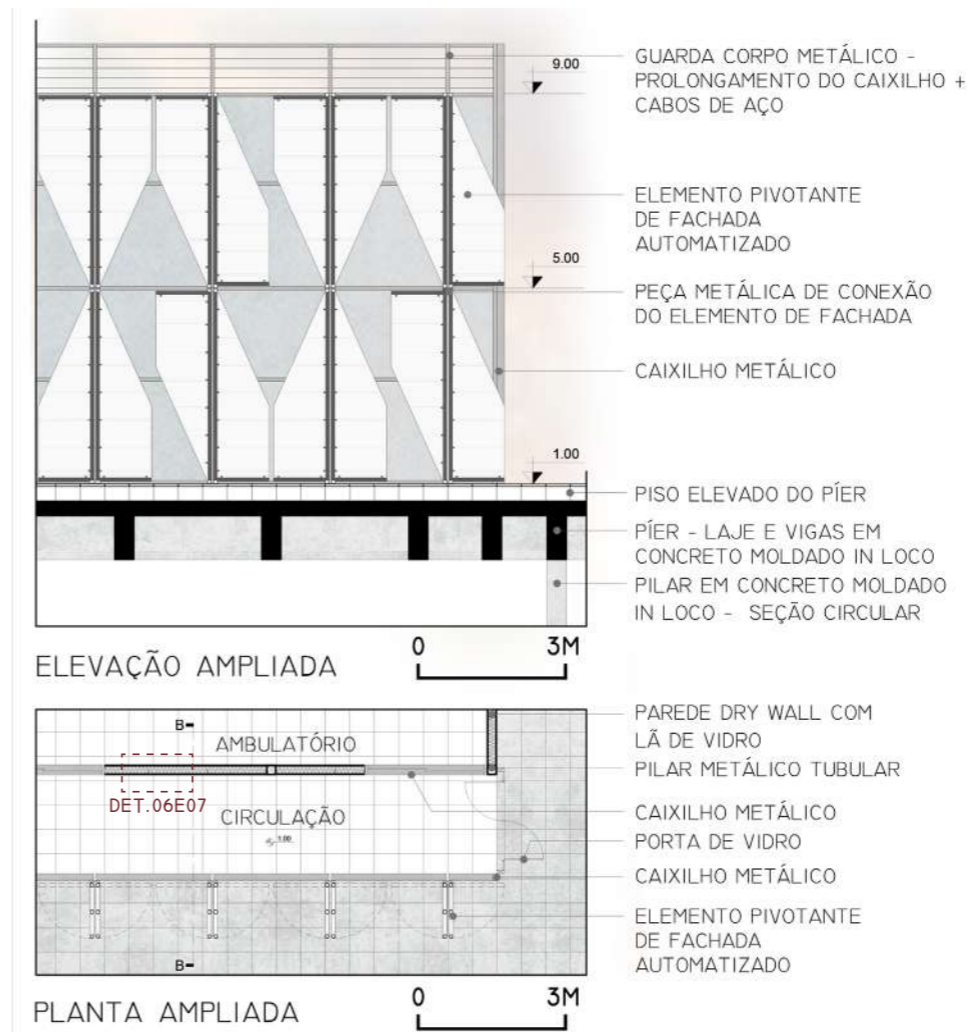 GUARDA CORPO METÁLICO -
PROLONGAMENTO DO CAIXILHO +
CABOS DE AÇO
9.00
ELEMENTO PIVOTANTE
DE FACHADA
AUTOMATIZADO
5.00
PEÇA METÁLICA DE CONEXÃO
DO ELEMENTO DE FACHADA
CAIXILHO METÁLICO
1.00
PISO ELEVADO DO PÍER
PÍER - LAJE E VIGAS EM
CONCRETO MOLDADO IN LOCO
PILAR EM CONCRETO MOLDADO
IN LOCO - SEÇÃO CIRCULAR
ELEVAÇÃO AMPLIADA
0 3M
B-
AMBULATÓRIO
DET.06E07
CIRCULAÇÃO
1.00
B-
PAREDE DRY WALL COM
LÃ DE VIDRO
PILAR METÁLICO TUBULAR
CAIXILHO METÁLICO
PORTA DE VIDRO
CAIXILHO METÁLICO
ELEMENTO PIVOTANTE
DE FACHADA
AUTOMATIZADO
PLANTA AMPLIADA
0 3M